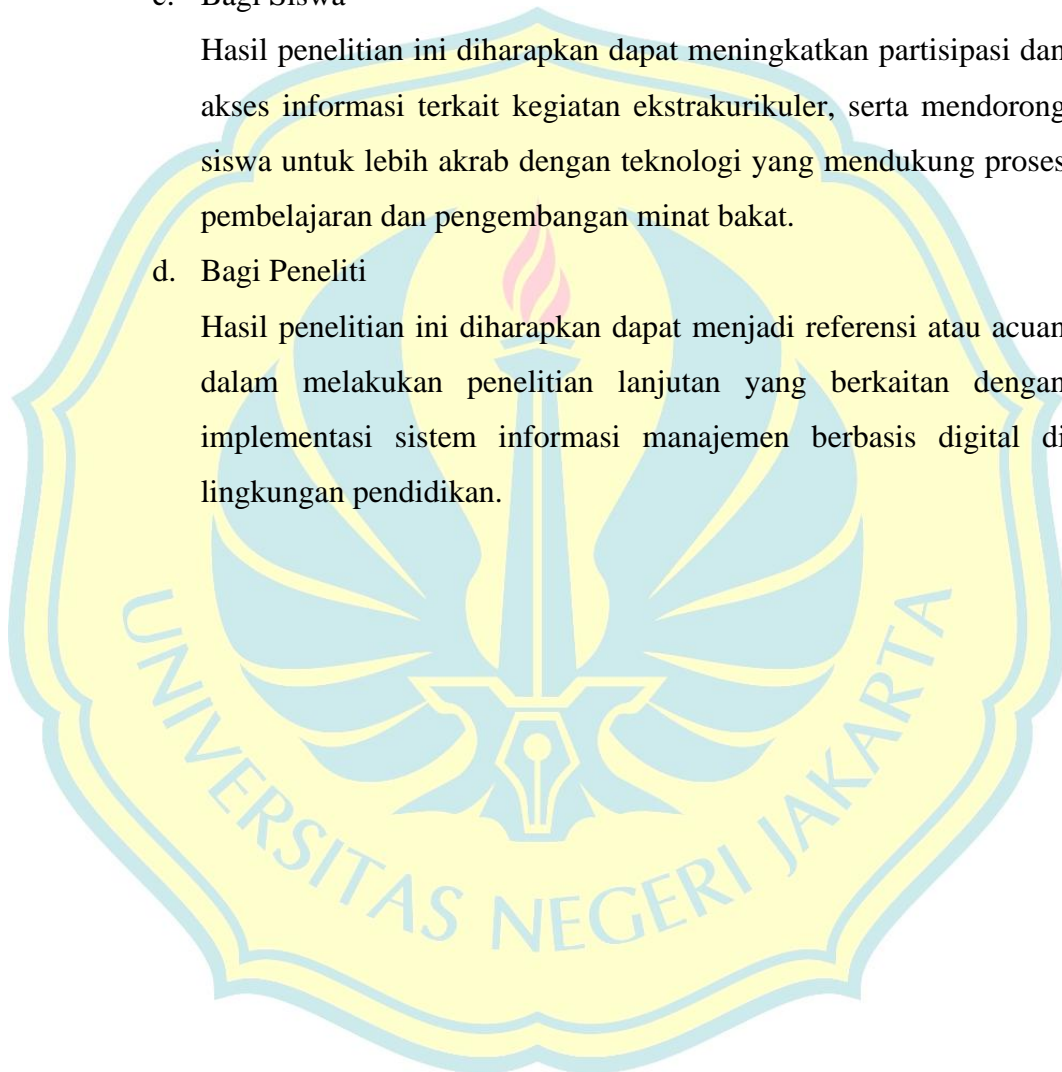 c. Bagi Siswa
Hasil penelitian ini diharapkan dapat meningkatkan partisipasi dan
akses informasi terkait kegiatan ekstrakurikuler, serta mendorong
siswa untuk lebih akrab dengan teknologi yang mendukung proses
pembelajaran dan pengembangan minat bakat.
d. Bagi Peneliti
Hasil penelitian ini diharapkan dapat menjadi referensi atau acuan
dalam melakukan penelitian lanjutan yang berkaitan dengan
implementasi sistem informasi manajemen berbasis digital di
lingkungan pendidikan.
UNIVERSITAS NEGERI JAKARTA